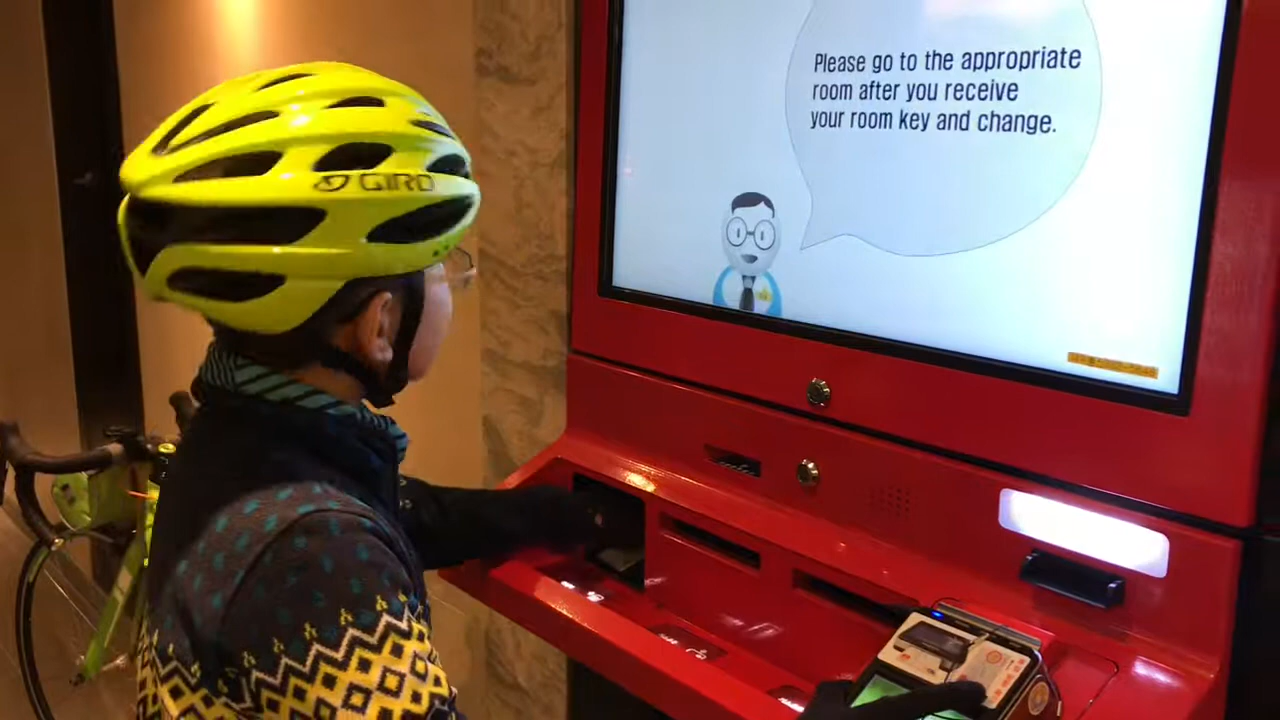 Please go to the appropriate
room after you receive
your room key and change.
GIRO